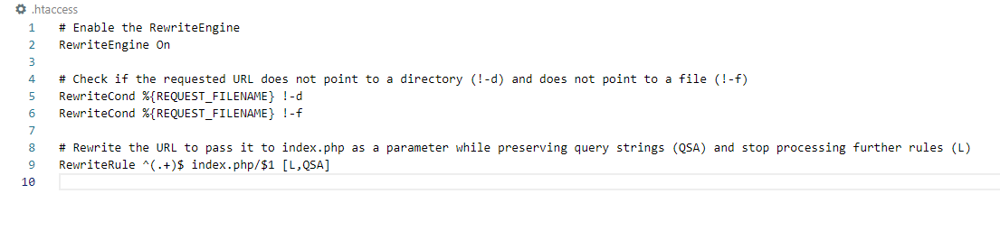 .htaccess
1 # Enable the RewriteEngine
2 RewriteEngine On
3
4 # Check if the requested URL does not point to a directory (!-d) and does not point to a file (!-f)
5 RewriteCond %{REQUEST_FILENAME} !-d
6 RewriteCond %{REQUEST_FILENAME} !-f
7
8 # Rewrite the URL to pass it to index.php as a parameter while preserving query strings (QSA) and stop processing further rules (L)
9 RewriteRule ^(.+)$ index.php/$1 [L,QSA]
10